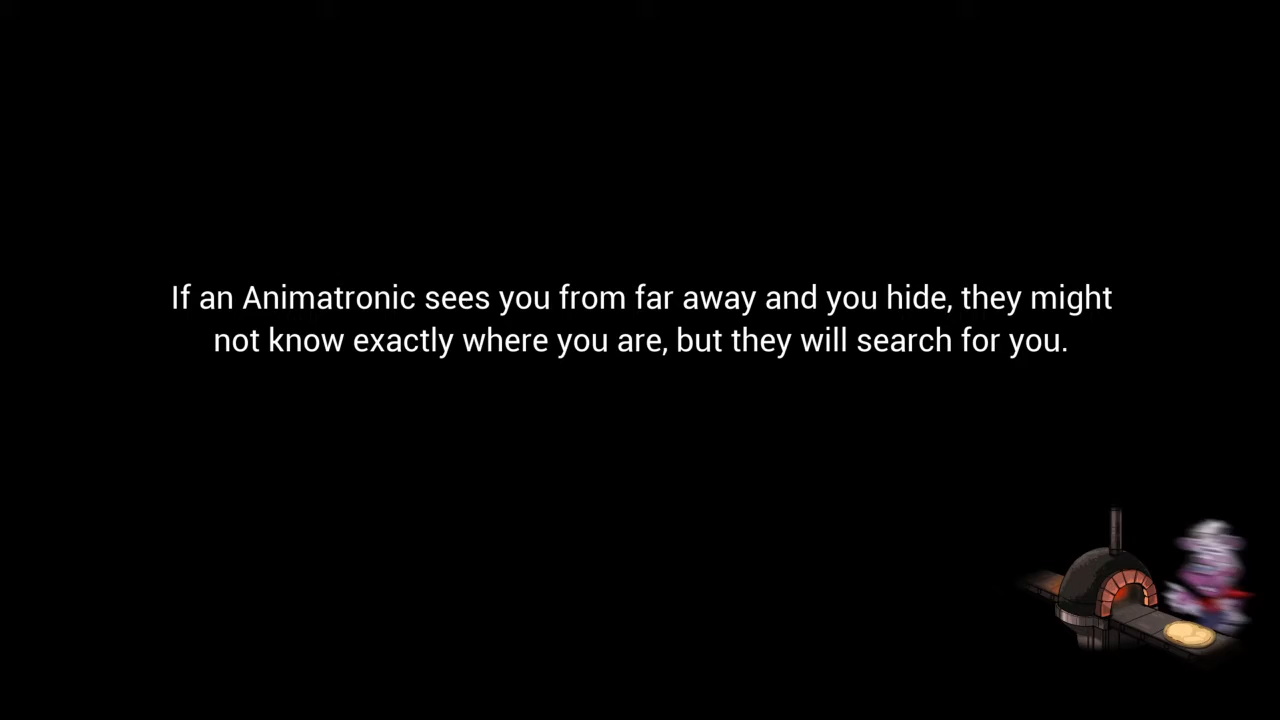 If an Animatronic sees you from far away and you hide, they might
not know exactly where you are, but they will search for you.